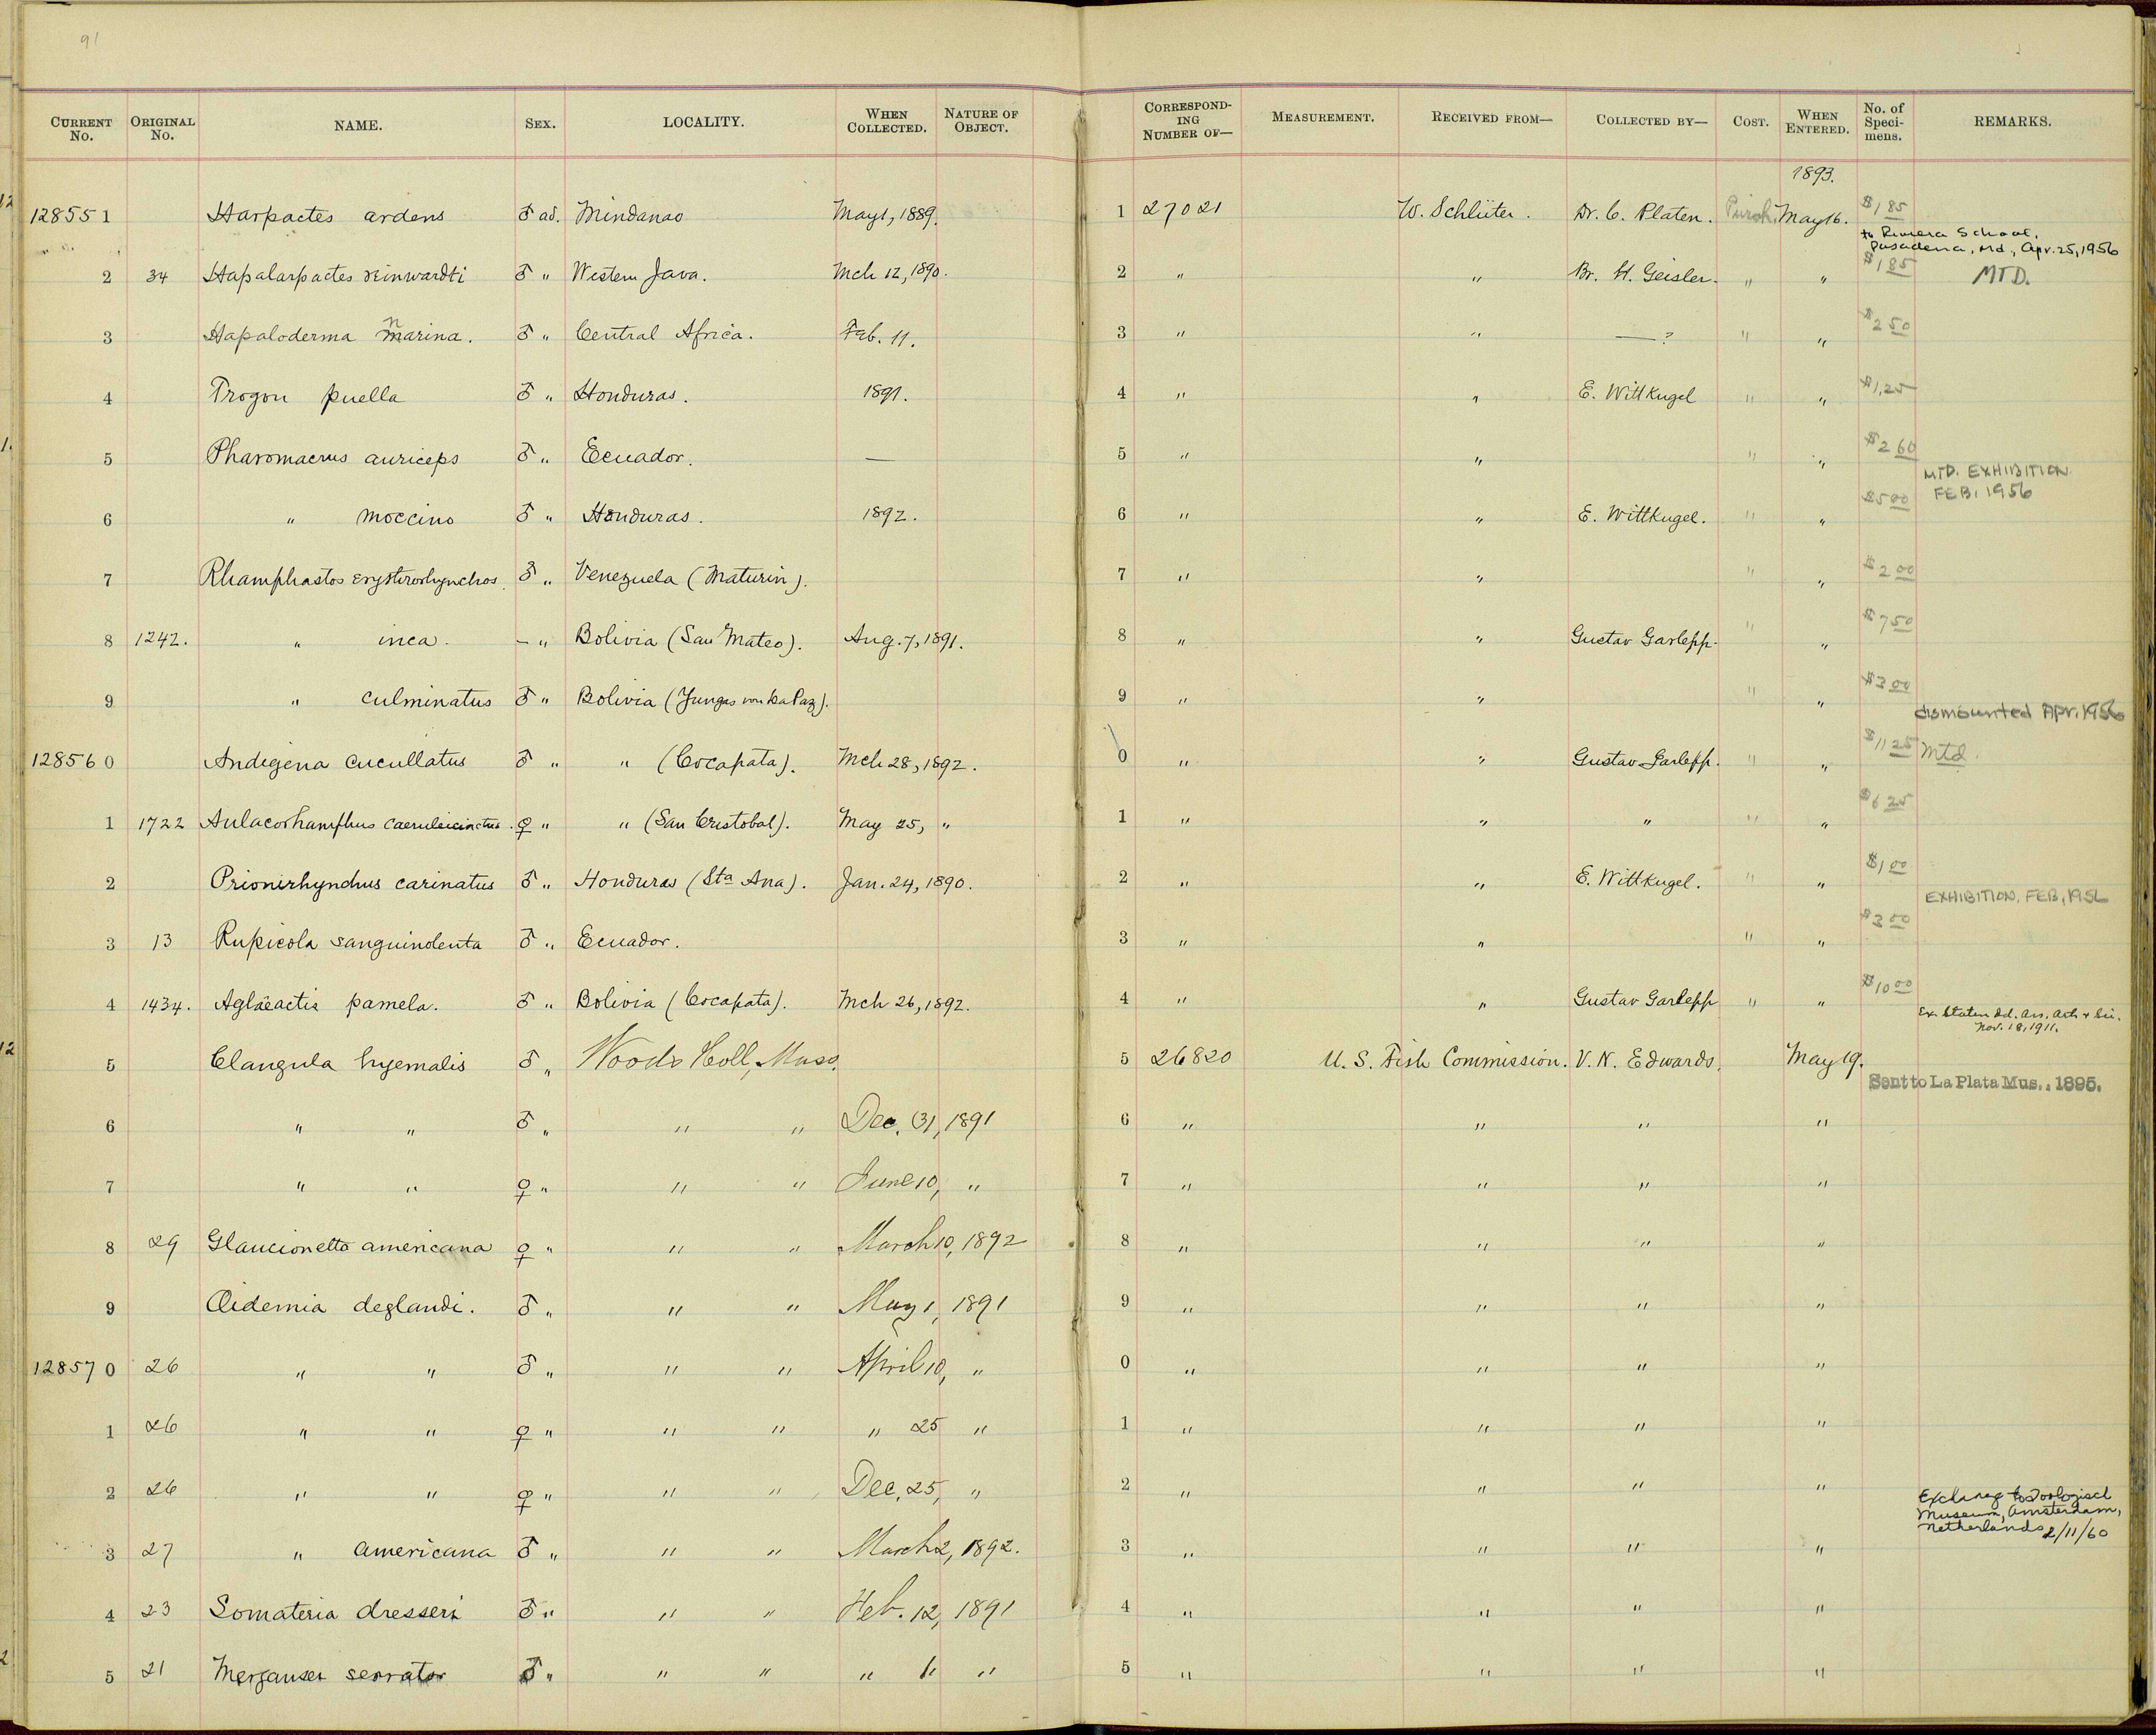 91
CURRENT No. ORIGINAL No. NAME. SEX. LOCALITY. WHEN COLLECTED. NATURE OF OBJECT. CORRESPONDING NUMBER OF— MEASUREMENT. RECEIVED FROM— COLLECTED BY— COST. WHEN ENTERED. No. of Specimens. REMARKS.
1893.
128551 Harpactes ardens ♂ ad. Mindanao May 1, 1889. 1 27021 W. Schlüter. Dr. C. Platen. Purch. May 16. $1 85
to Riviera School, Pasadena, Md., Apr. 25, 1956
2 34 Hapalarpactes reinwardti ♂ " Western Java. Mch 12, 1890. 2 " " Br. H. Geisler. " " $1 85 MTD.
3 Hapaloderma narina. ♂ " Central Africa. Feb. 11. 3 " " — ? " " $2 50
4 Trogon puella ♂ " Honduras. 1891. 4 " " E. Wittkugel " " $1,25
5 Pharomacrus auriceps ♂ " Ecuador. — 5 " " " " $2 60
MTD. EXHIBITION FEB, 1956
6 " moccino ♂ " Honduras. 1892. 6 " " E. Wittkugel. " " $5 00
7 Rhamphastos erythrorhynchos. ♂ " Venezuela (Maturin). 7 " " " " $2 00
8 1242. " inca. – " Bolivia (San Mateo). Aug. 7, 1891. 8 " " Gustav Garlepp. " " $7 50
9 " culminatus ♂ " Bolivia (Yungas von La Paz). 9 " " " " $3 00
dismounted Apr. 1956
128560 Andigena cucullatus ♂ " " (Cocapata). Mch 28, 1892. 0 " " Gustav Garlepp. " " $11 25 Mtd.
1 1722 Aulacorhamphus caeruleicinctus. ♀ " " (San Cristobal). May 25, " 1 " " " " " $6 25
2 Prionirhynchus carinatus ♂ " Honduras (Sta Ana). Jan. 24, 1890. 2 " " E. Wittkugel. " " $1 00
EXHIBITION, FEB, 1956
3 13 Rupicola sanguinolenta ♂ " Ecuador. 3 " " " " $3 00
4 1434. Aglæactis pamela. ♂ " Bolivia (Cocapata). Mch 26, 1892. 4 " " Gustav Garlepp " " $10 00
Ex. Staten Id. Ass. Arts & Sci. Nov. 18, 1911.
5 Clangula hyemalis ♂ " Woods Holl, Mass. 5 26820 U. S. Fish Commission. V. N. Edwards. May 19.
Sent to La Plata Mus., 1895.
6 " " ♂ " " " Dec. 31, 1891 6 " " " "
7 " " ♀ " " " June 10, " 7 " " " "
8 29 Glaucionetta americana ♀ " " " March 10, 1892 8 " " " "
9 Oidemia deglandi. ♂ " " " May 1, 1891 9 " " " "
128570 26 " " ♂ " " " April 10, " 0 " " " "
1 26 " " ♀ " " " " 25 " 1 " " " "
2 26 " " ♀ " " " Dec. 25, " 2 " " " "
Exchange to Zoologisch Museum, Amsterdam, Netherlands 2/11/60
3 27 " americana ♂ " " " March 2, 1892. 3 " " " "
4 23 Somateria dresseri ♂ " " " Feb. 12, 1891 4 " " " "
5 21 Merganser serrator ♂ " " " " " " 5 " " " "